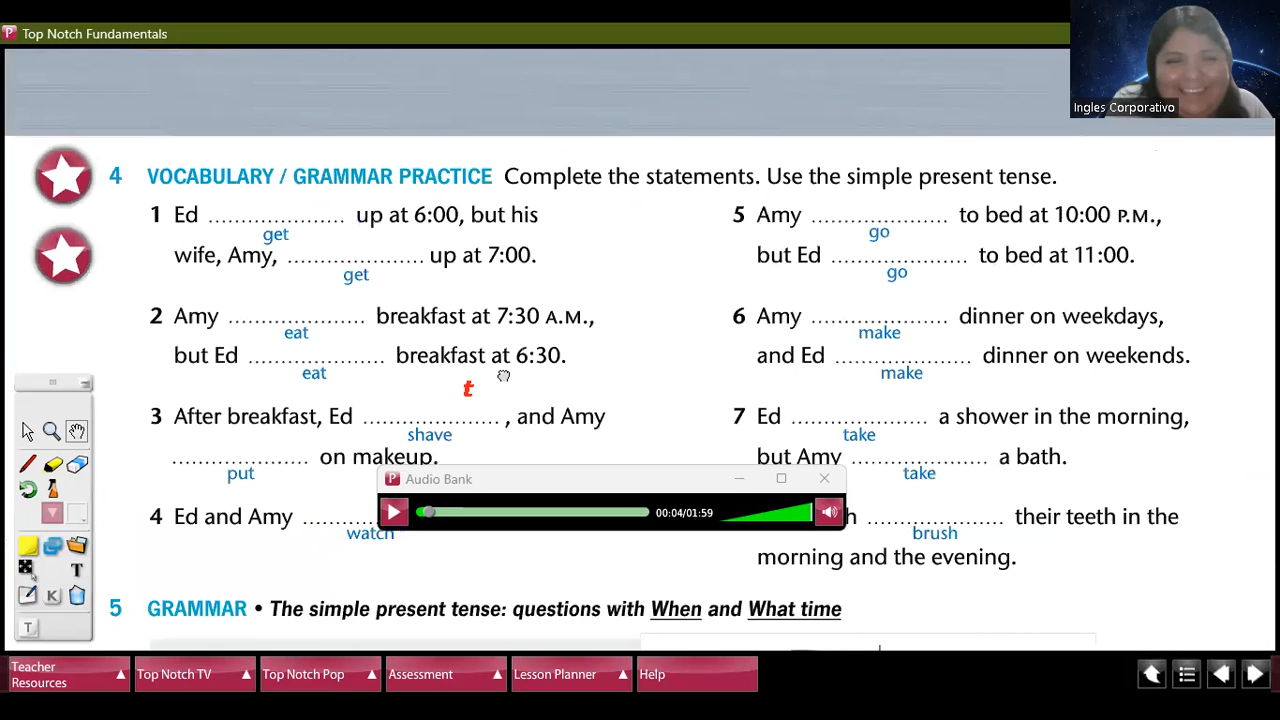 Top Notch Fundamentals
Ingles Corporativo
4 VOCABULARY / GRAMMAR PRACTICE Complete the statements. Use the simple present tense.
1 Ed ..................... up at 6:00, but his
get
wife, Amy, ..................... up at 7:00.
get
2 Amy ..................... breakfast at 7:30 A.M.,
eat
but Ed ..................... breakfast at 6:30.
eat
t
3 After breakfast, Ed ..................... , and Amy
shave
..................... on makeup.
put
4 Ed and Amy
watch
5 Amy ..................... to bed at 10:00 P.M.,
go
but Ed ..................... to bed at 11:00.
go
6 Amy ..................... dinner on weekdays,
make
and Ed ..................... dinner on weekends.
make
7 Ed ..................... a shower in the morning,
take
but Amy ..................... a bath.
take
h ..................... their teeth in the
brush
morning and the evening.
Audio Bank
00:04/01:59
5 GRAMMAR • The simple present tense: questions with When and What time
T
K
T
Teacher Resources
Top Notch TV
Top Notch Pop
Assessment
Lesson Planner
Help